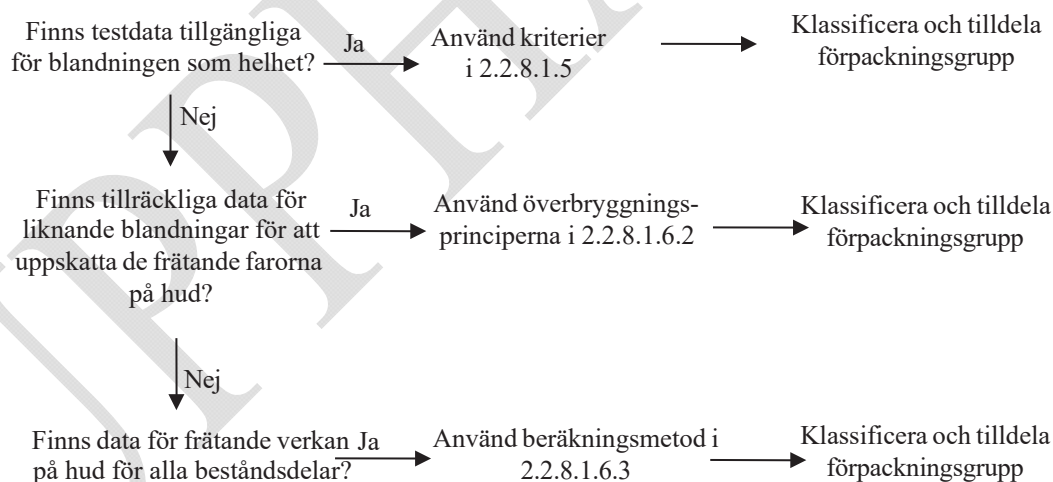 Finns testdata tillgängliga
för blandningen som helhet?
Ja
Använd kriterier
i 2.2.8.1.5
Klassificera och tilldela
förpackningsgrupp
Nej
Finns tillräckliga data för
liknande blandningar för att
uppskatta de frätande farorna
på hud?
Ja
Använd överbryggnings-
principerna i 2.2.8.1.6.2
Klassificera och tilldela
förpackningsgrupp
Nej
Finns data för frätande verkan
på hud för alla beståndsdelar?
Ja
Använd beräkningsmetod i
2.2.8.1.6.3
Klassificera och tilldela
förpackningsgrupp